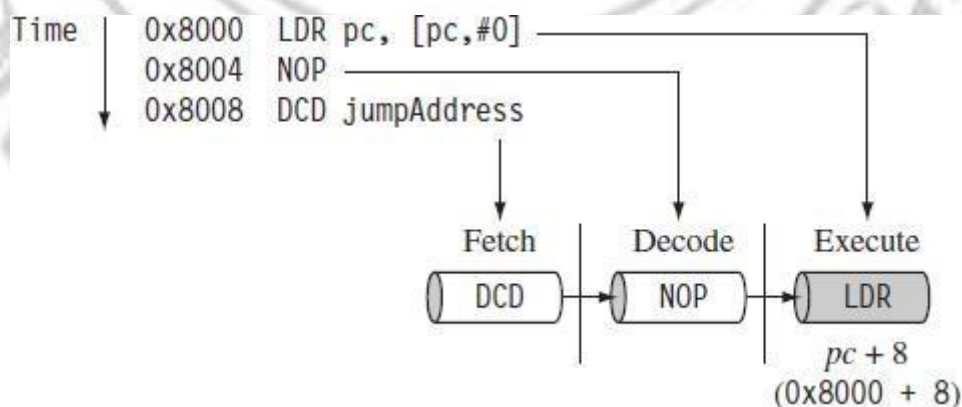 Time 0x8000 LDR pc, [pc,#0]
0x8004 NOP
0x8008 DCD jumpAddress
Fetch Decode Execute
DCD NOP LDR
pc + 8
(0x8000 + 8)